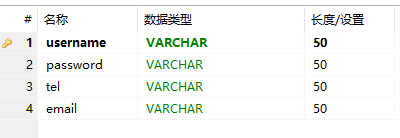 # 名称 数据类型 长度/设置
1 username VARCHAR 50
2 password VARCHAR 50
3 tel VARCHAR 50
4 email VARCHAR 50